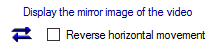 Display the mirror image of the video
Reverse horizontal movement